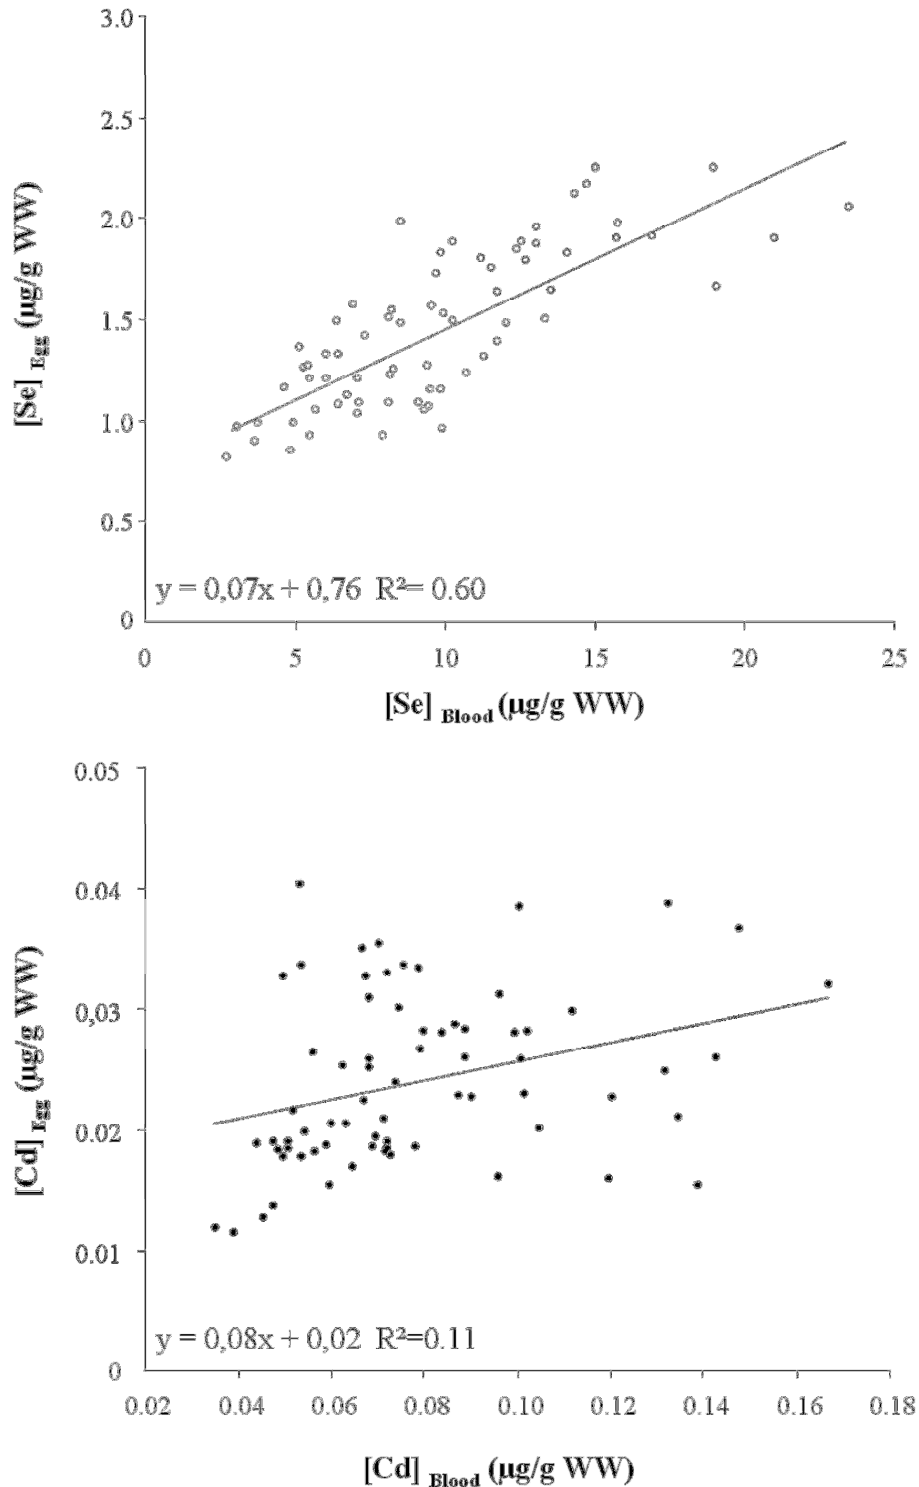 3.0
2.5
2.0
1.5
1.0
0.5
0
[Se] Egg (µg/g WW)
y = 0,07x + 0,76 R²= 0.60
0 5 10 15 20 25
[Se] Blood (µg/g WW)
0.05
0.04
0,03
0.02
0.01
0
[Cd] Egg (µg/g WW)
y = 0,08x + 0,02 R²=0.11
0.02 0.04 0.06 0.08 0.10 0.12 0.14 0.16 0.18
[Cd] Blood (µg/g WW)